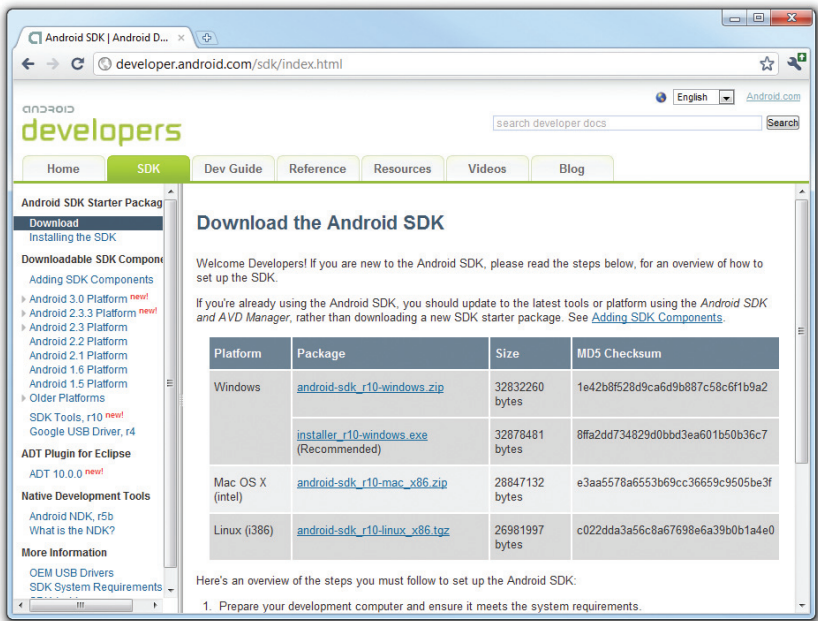 Android SDK | Android D...
developer.android.com/sdk/index.html
English
Android.com
ANDROID
developers
search developer docs
Search
Home
SDK
Dev Guide
Reference
Resources
Videos
Blog
Android SDK Starter Packag
Download
Installing the SDK
Downloadable SDK Compone
Adding SDK Components
Android 3.0 Platform new!
Android 2.3.3 Platform new!
Android 2.3 Platform
Android 2.2 Platform
Android 2.1 Platform
Android 1.6 Platform
Android 1.5 Platform
Older Platforms
SDK Tools, r10 new!
Google USB Driver, r4
ADT Plugin for Eclipse
ADT 10.0.0 new!
Native Development Tools
Android NDK, r5b
What is the NDK?
More Information
OEM USB Drivers
SDK System Requirements
Download the Android SDK
Welcome Developers! If you are new to the Android SDK, please read the steps below, for an overview of how to
set up the SDK.
If you're already using the Android SDK, you should update to the latest tools or platform using the Android SDK
and AVD Manager, rather than downloading a new SDK starter package. See Adding SDK Components.
Platform Package Size MD5 Checksum
Windows android-sdk_r10-windows.zip 32832260 1e42b8f528d9ca6d9b887c58c6f1b9a2
bytes
installer_r10-windows.exe 32878481 8ffa2dd734829d0bbd3ea601b50b36c7
(Recommended) bytes
Mac OS X android-sdk_r10-mac_x86.zip 28847132 e3aa5578a6553b69cc36659c9505be3f
(intel) bytes
Linux (i386) android-sdk_r10-linux_x86.tgz 26981997 c022dda3a56c8a67698e6a39b0b1a4e0
bytes
Here's an overview of the steps you must follow to set up the Android SDK:
1. Prepare your development computer and ensure it meets the system requirements.